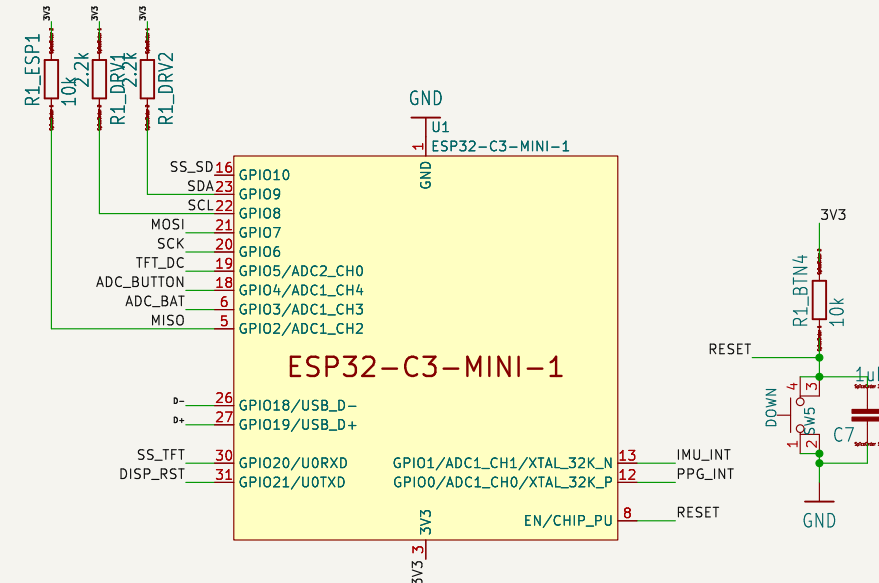 3V3
3V3
3V3
R1_ESP1
10k
2.2k
R1_DRV1
2.2k
R1_DRV2
GND
U1
1
ESP32-C3-MINI-1
GND
SS_SD 16 GPIO10
SDA 23 GPIO9
SCL 22 GPIO8
MOSI 21 GPIO7
SCK 20 GPIO6
TFT_DC 19 GPIO5/ADC2_CH0
ADC_BUTTON 18 GPIO4/ADC1_CH4
ADC_BAT 6 GPIO3/ADC1_CH3
MISO 5 GPIO2/ADC1_CH2
ESP32-C3-MINI-1
D- 26 GPIO18/USB_D-
D+ 27 GPIO19/USB_D+
SS_TFT 30 GPIO20/U0RXD
DISP_RST 31 GPIO21/U0TXD
GPIO1/ADC1_CH1/XTAL_32K_N 13 IMU_INT
GPIO0/ADC1_CH0/XTAL_32K_P 12 PPG_INT
EN/CHIP_PU 8 RESET
3V3
3
3V3
3V3
R1_BTN4
10k
RESET
DOWN
4
3
SW5
1
2
1u
C7
GND